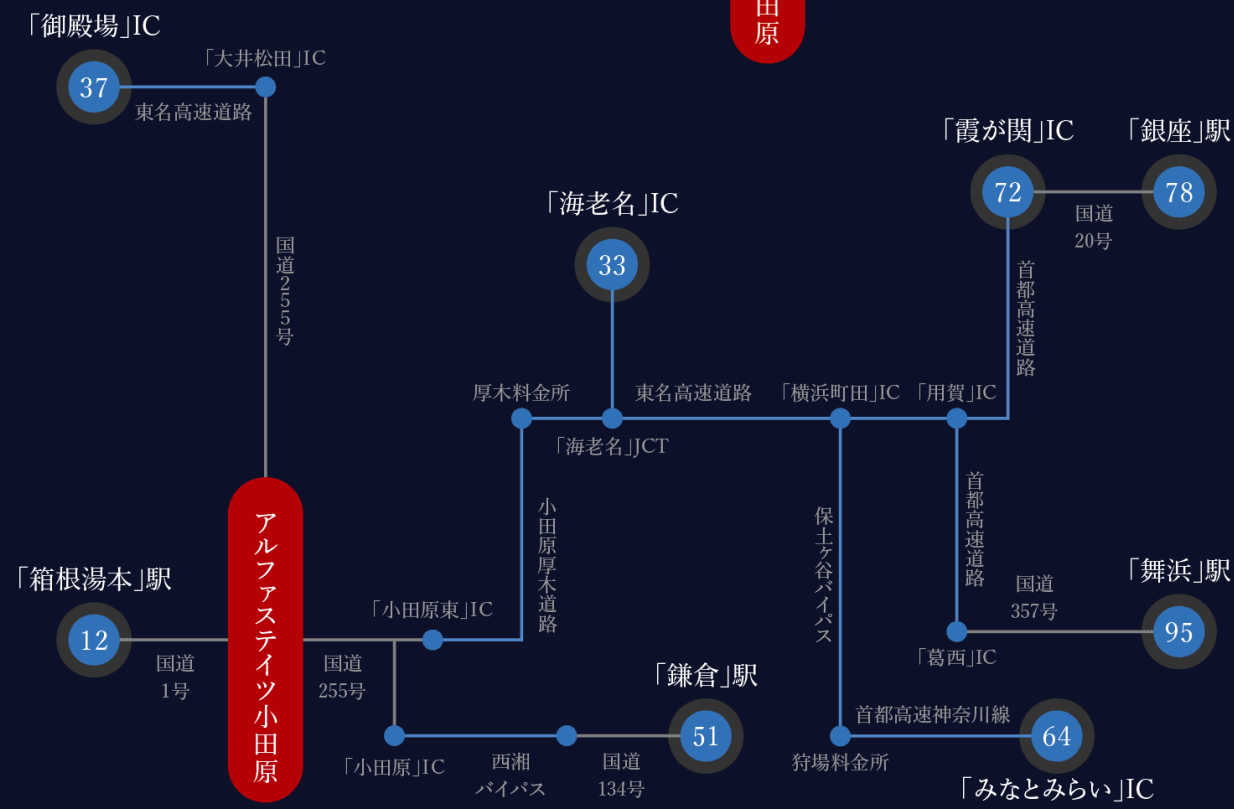 田原
「御殿場」IC
37
「大井松田」IC
東名高速道路
国道255号
「霞が関」IC
72
「銀座」駅
78
国道
20号
首都高速道路
「海老名」IC
33
厚木料金所
東名高速道路
「横浜町田」IC
「用賀」IC
「海老名」JCT
小田原厚木道路
保土ヶ谷バイパス
首都高速道路
アルファステイツ小田原
「箱根湯本」駅
12
国道
1号
国道
255号
「小田原東」IC
「小田原」IC
西湘
バイパス
国道
134号
「鎌倉」駅
51
「葛西」IC
国道
357号
「舞浜」駅
95
首都高速神奈川線
狩場料金所
64
「みなとみらい」IC